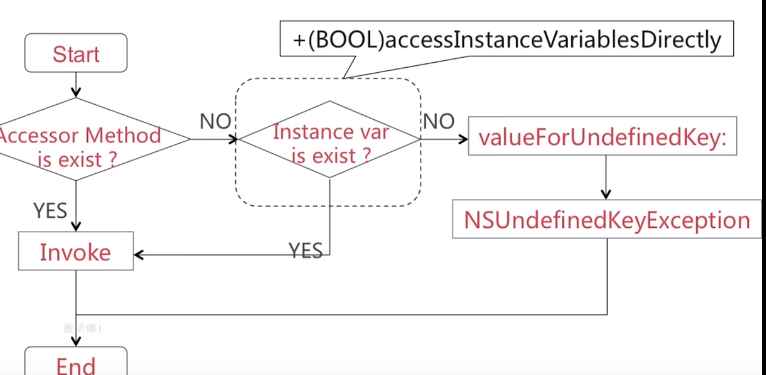 +(BOOL)accessInstanceVariablesDirectly
Start
Accessor Method
is exist ?
NO
Instance var
is exist ?
NO
valueForUndefinedKey:
YES
NSUndefinedKeyException
Invoke
YES
End